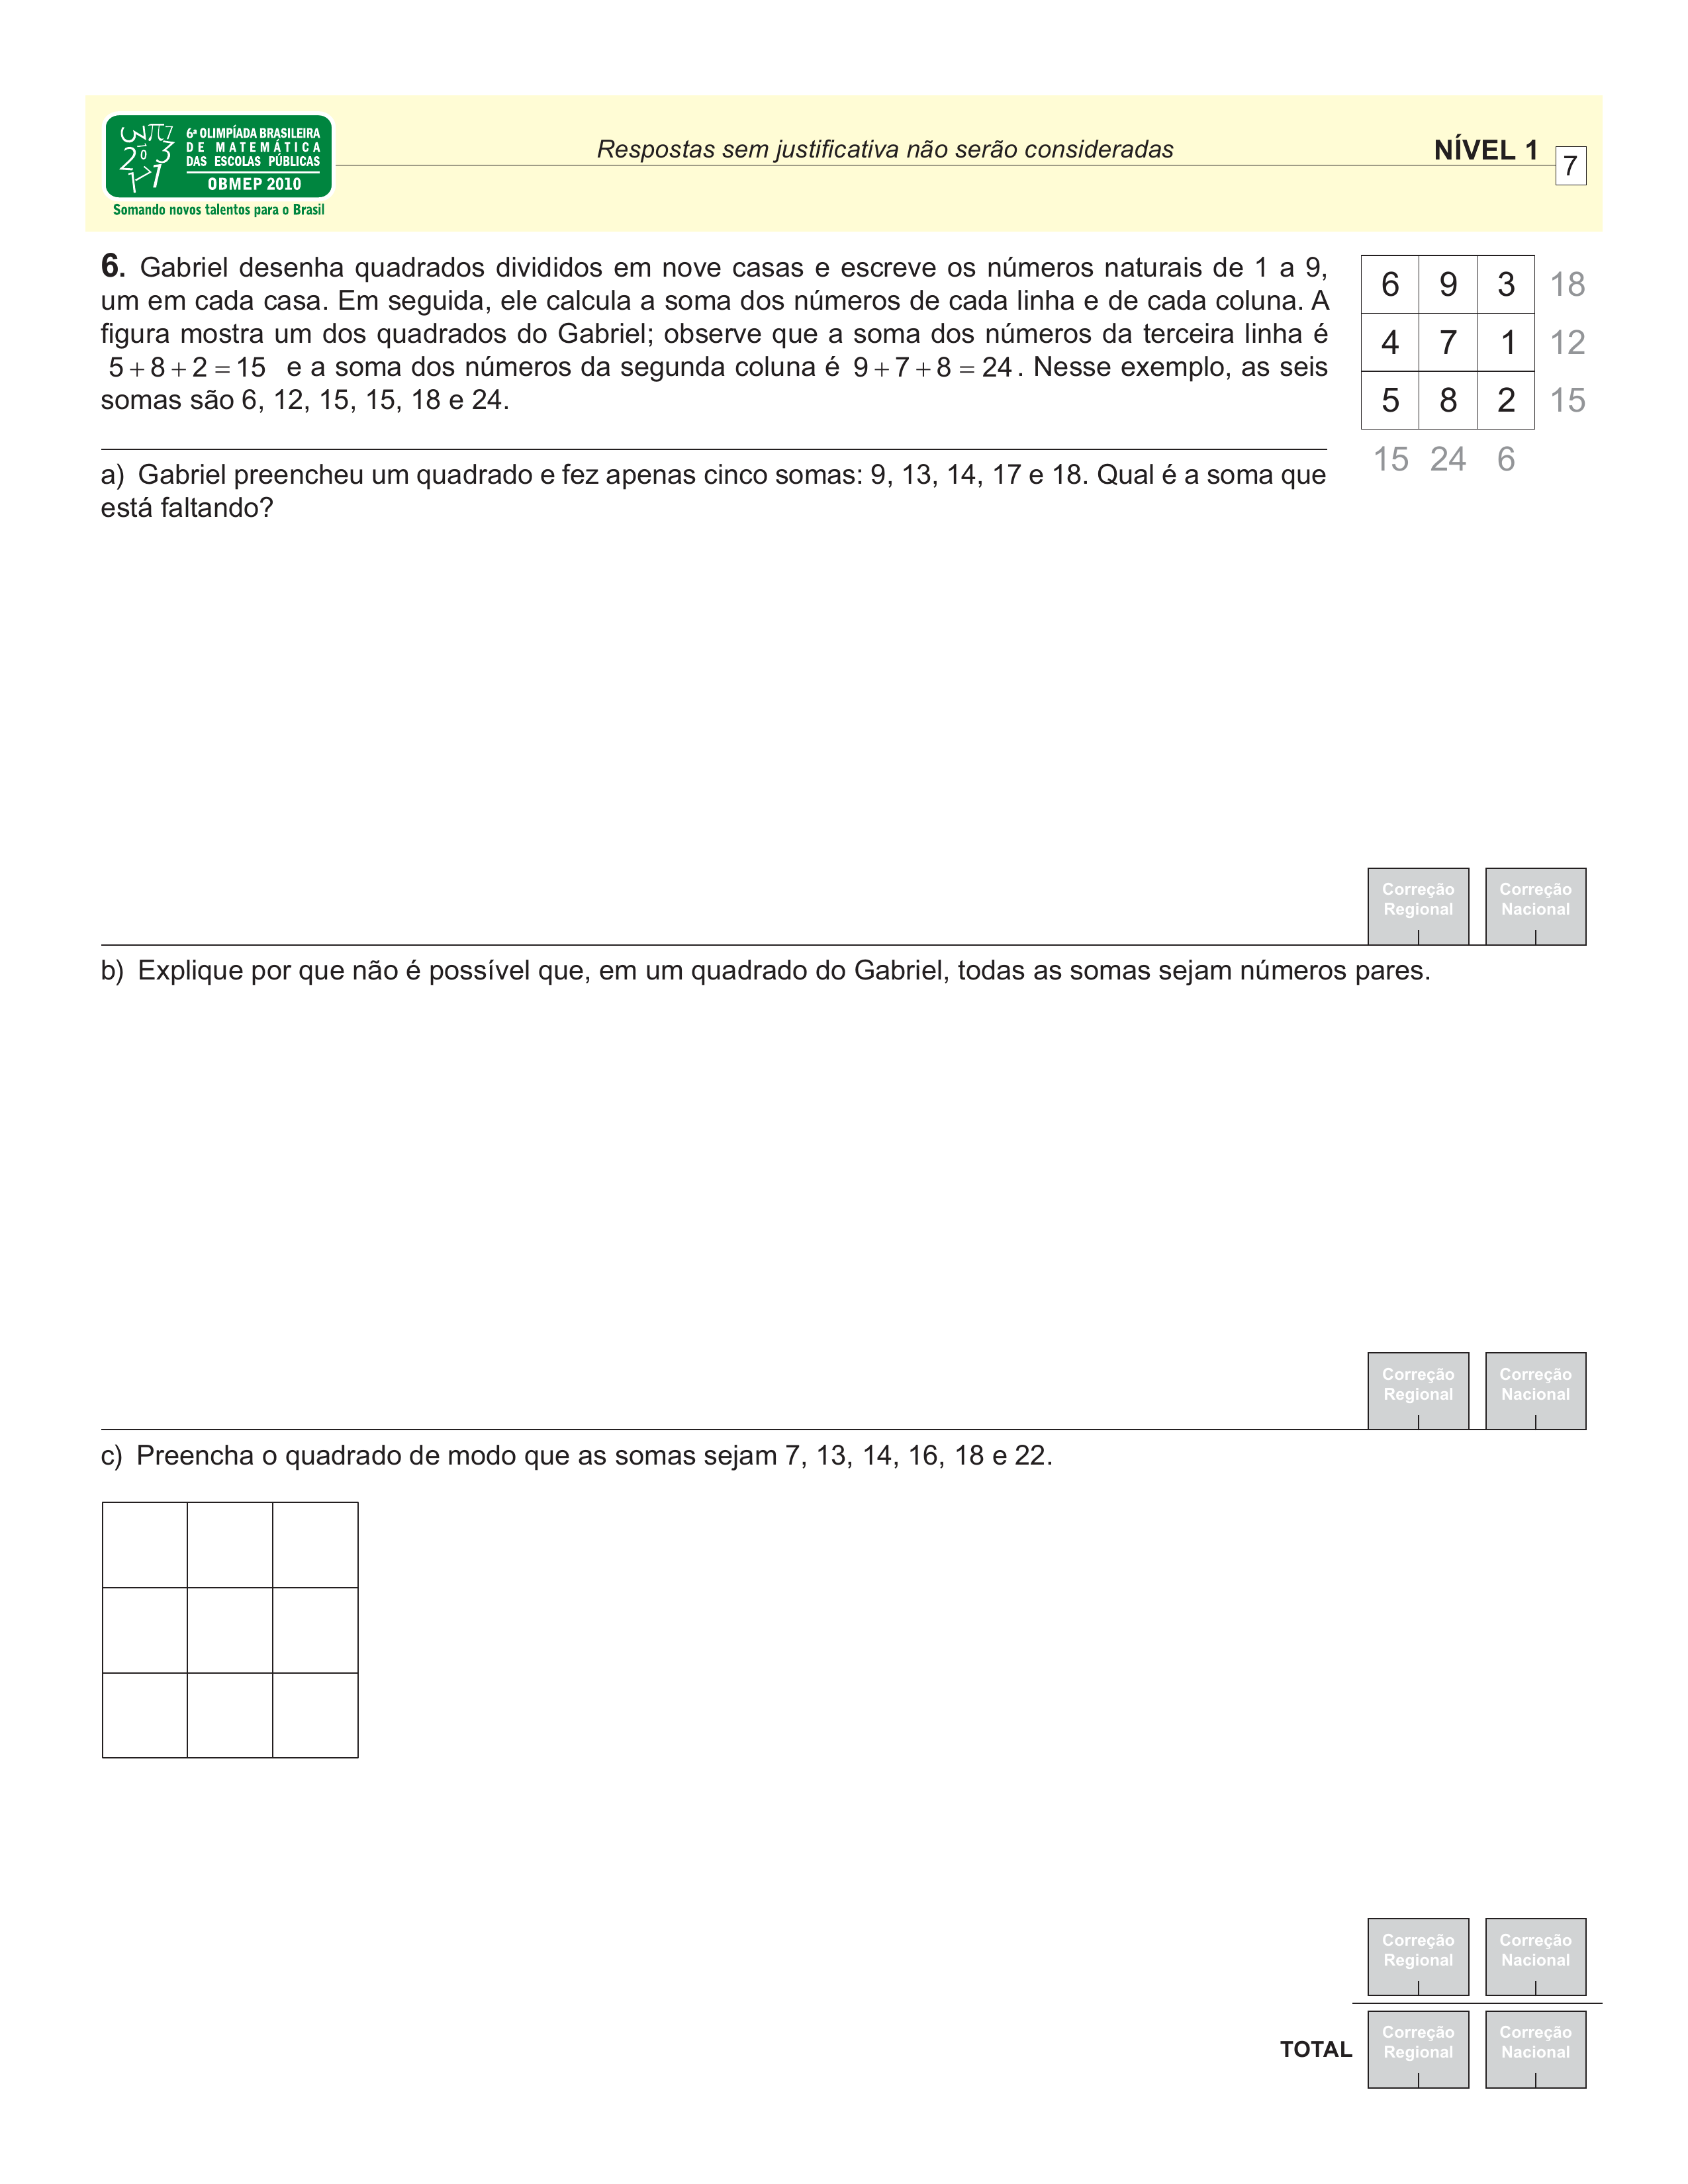 6ª OLIMPÍADA BRASILEIRA
DE MATEMÁTICA
DAS ESCOLAS PÚBLICAS
OBMEP 2010
Somando novos talentos para o Brasil
Respostas sem justificativa não serão consideradas
NÍVEL 1
7
6. Gabriel desenha quadrados divididos em nove casas e escreve os números naturais de 1 a 9,
um em cada casa. Em seguida, ele calcula a soma dos números de cada linha e de cada coluna. A
figura mostra um dos quadrados do Gabriel; observe que a soma dos números da terceira linha é
5 + 8 + 2 = 15 e a soma dos números da segunda coluna é 9 + 7 + 8 = 24. Nesse exemplo, as seis
somas são 6, 12, 15, 15, 18 e 24.
6 9 3 18
4 7 1 12
5 8 2 15
15 24 6
a) Gabriel preencheu um quadrado e fez apenas cinco somas: 9, 13, 14, 17 e 18. Qual é a soma que
está faltando?
Correção Correção
Regional Nacional
b) Explique por que não é possível que, em um quadrado do Gabriel, todas as somas sejam números pares.
Correção Correção
Regional Nacional
c) Preencha o quadrado de modo que as somas sejam 7, 13, 14, 16, 18 e 22.
Correção Correção
Regional Nacional
TOTAL
Correção Correção
Regional Nacional